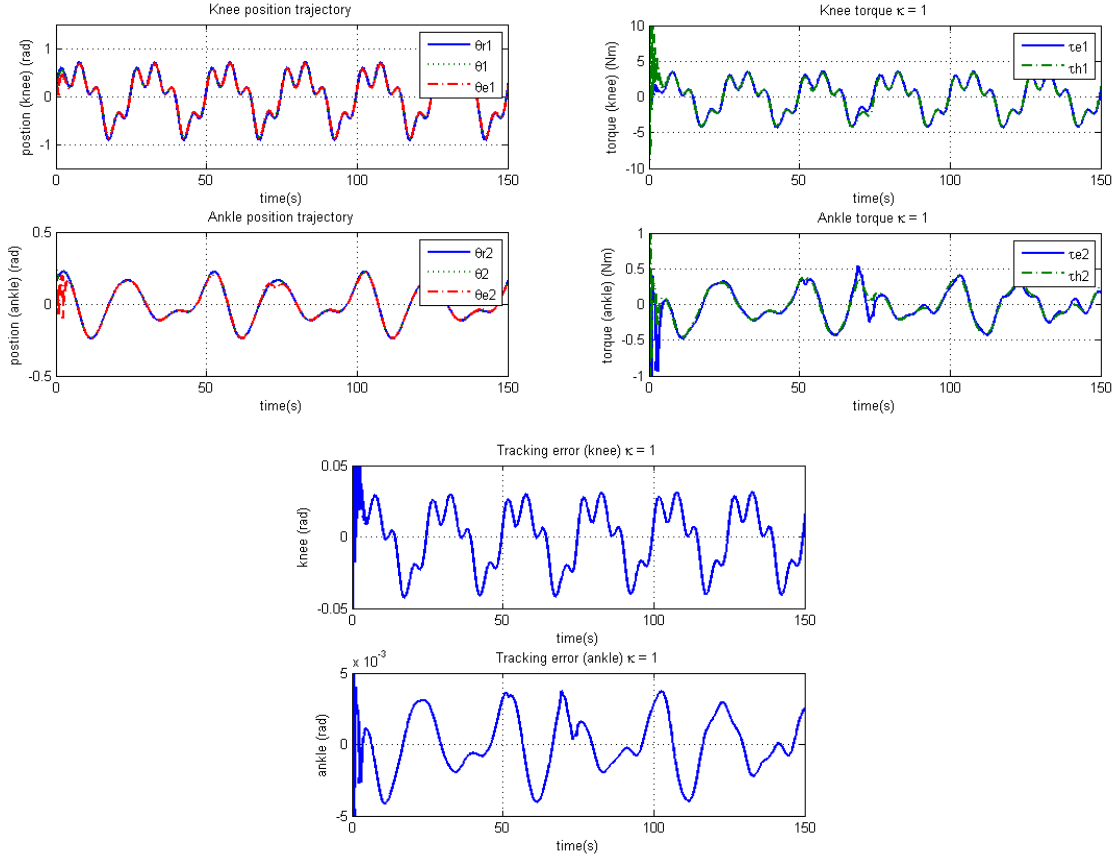 Knee position trajectory
postion (knee) (rad)
1
0
-1
θr1
θ1
θe1
0
50
100
150
time(s)
Knee torque κ = 1
torque (knee) (Nm)
10
5
0
-5
-10
τe1
τh1
0
50
100
150
time(s)
Ankle position trajectory
postion (ankle) (rad)
0.5
0
-0.5
θr2
θ2
θe2
0
50
100
150
time(s)
Ankle torque κ = 1
torque (ankle) (Nm)
1
0.5
0
-0.5
-1
τe2
τh2
0
50
100
150
time(s)
Tracking error (knee) κ = 1
knee (rad)
0.05
0
-0.05
0
50
100
150
time(s)
Tracking error (ankle) κ = 1
x 10⁻³
ankle (rad)
5
0
-5
0
50
100
150
time(s)